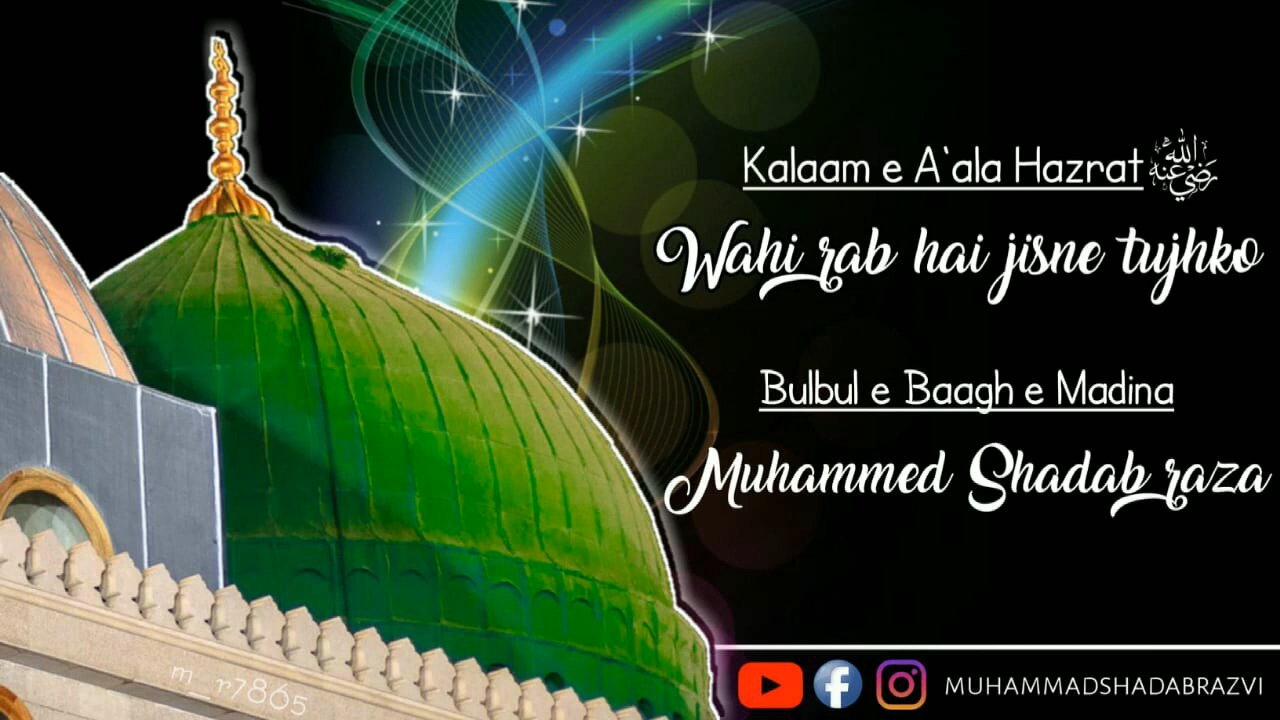 Kalaam e A`ala Hazrat رضي الله عنه
Wahi rab hai jisne tujhko
Bulbul e Baagh e Madina
Muhammed Shadab raza
MUHAMMADSHADABRAZVI
m_r7865